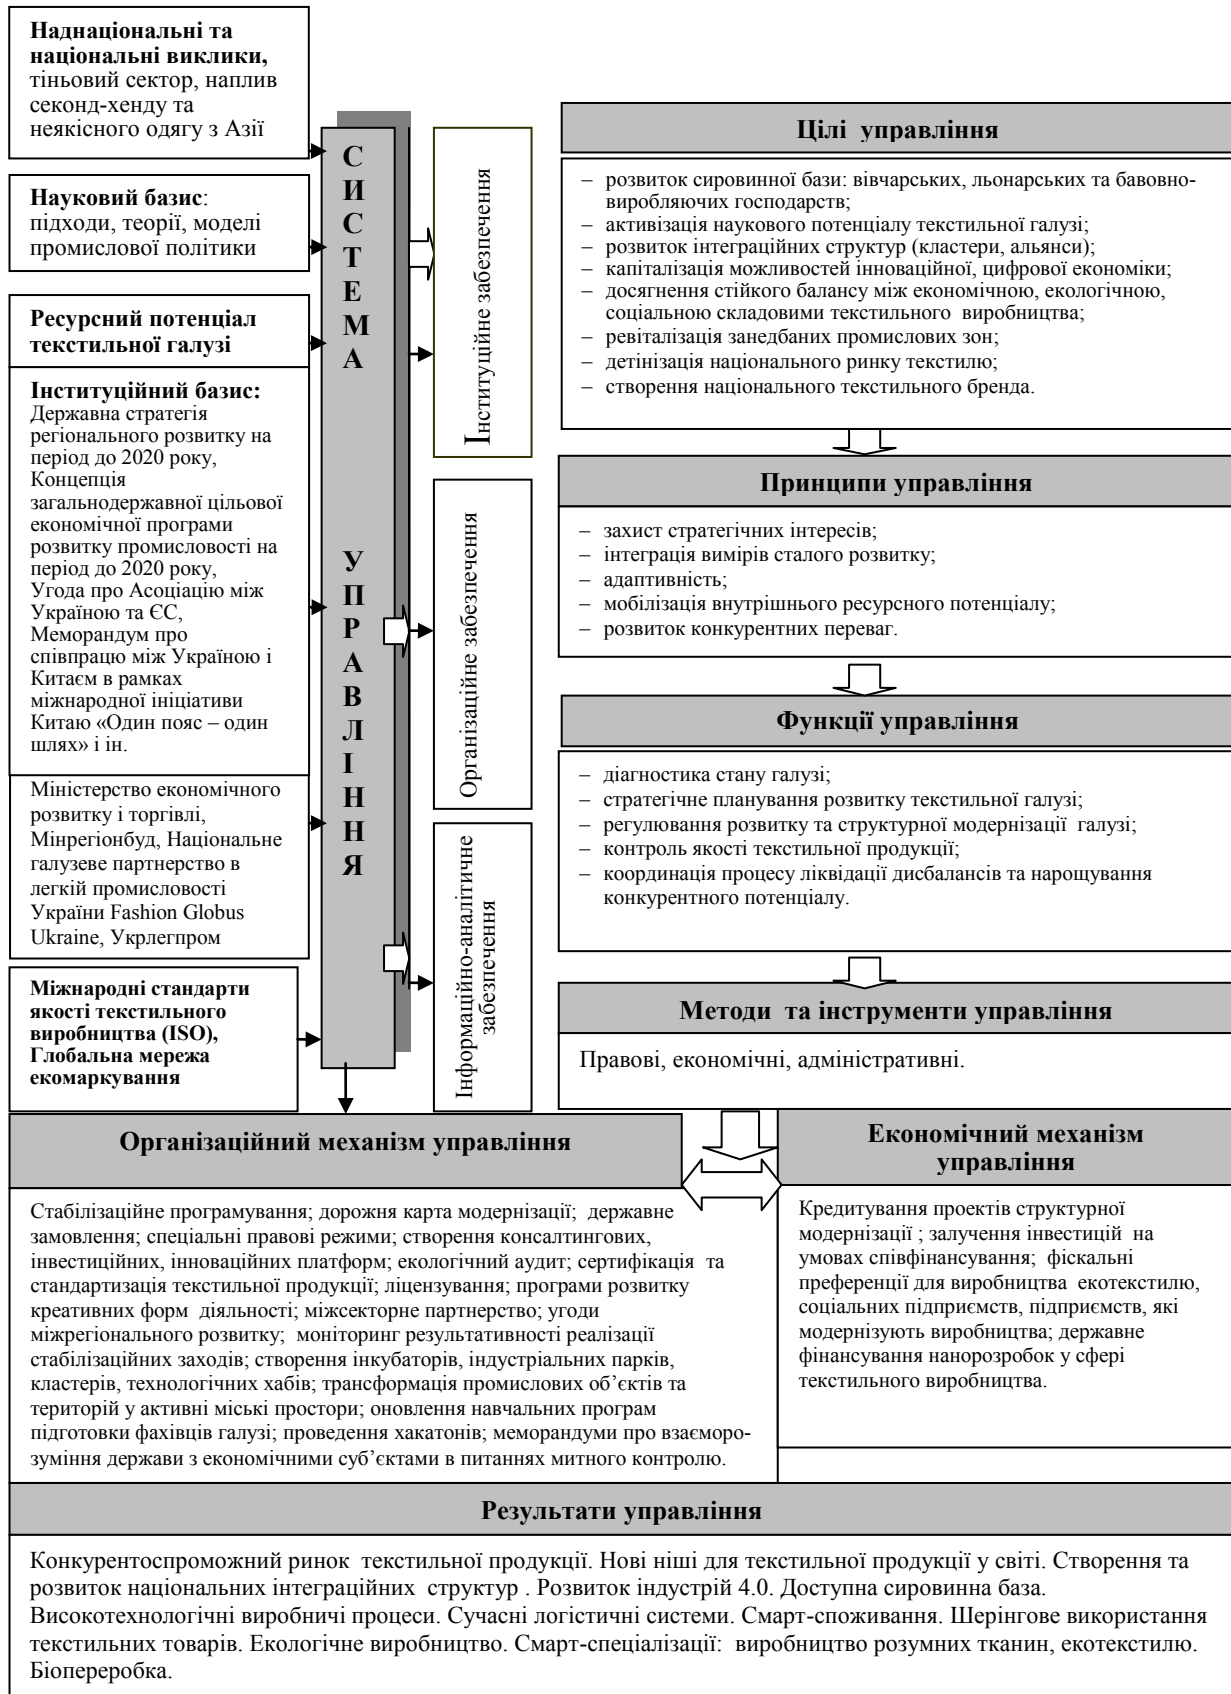 Наднаціональні та
національні виклики,
тіньовий сектор, наплив
секонд-хенду та
неякісного одягу з Азії
Науковий базис:
підходи, теорії, моделі
промислової політики
Ресурсний потенціал
текстильної галузі
Інституційний базис:
Державна стратегія
регіонального розвитку на
період до 2020 року,
Концепція
загальнодержавної цільової
економічної програми
розвитку промисловості на
період до 2020 року,
Угода про Асоціацію між
Україною та ЄС,
Меморандум про
співпрацю між Україною і
Китаєм в рамках
міжнародної ініціативи
Китаю «Один пояс – один
шлях» і ін.
Міністерство економічного
розвитку і торгівлі,
Мінрегіонбуд, Національне
галузеве партнерство в
легкій промисловості
України Fashion Globus
Ukraine, Укрлегпром
Міжнародні стандарти
якості текстильного
виробництва (ISO),
Глобальна мережа
екомаркування
СИСТЕМА УПРАВЛІННЯ
Інституційне забезпечення
Організаційне забезпечення
Інформаційно-аналітичне
забезпечення
Цілі управління
– розвиток сировинної бази: вівчарських, льонарських та бавовно-
виробляючих господарств;
– активізація наукового потенціалу текстильної галузі;
– розвиток інтеграційних структур (кластери, альянси);
– капіталізація можливостей інноваційної, цифрової економіки;
– досягнення стійкого балансу між економічною, екологічною,
соціальною складовими текстильного виробництва;
– ревіталізація занедбаних промислових зон;
– детінізація національного ринку текстилю;
– створення національного текстильного бренда.
Принципи управління
– захист стратегічних інтересів;
– інтеграція вимірів сталого розвитку;
– адаптивність;
– мобілізація внутрішнього ресурсного потенціалу;
– розвиток конкурентних переваг.
Функції управління
– діагностика стану галузі;
– стратегічне планування розвитку текстильної галузі;
– регулювання розвитку та структурної модернізації галузі;
– контроль якості текстильної продукції;
– координація процесу ліквідації дисбалансів та нарощування
конкурентного потенціалу.
Методи та інструменти управління
Правові, економічні, адміністративні.
Організаційний механізм управління
Стабілізаційне програмування; дорожня карта модернізації; державне
замовлення; спеціальні правові режими; створення консалтингових,
інвестиційних, інноваційних платформ; екологічний аудит; сертифікація та
стандартизація текстильної продукції; ліцензування; програми розвитку
креативних форм діяльності; міжсекторне партнерство; угоди
міжрегіонального розвитку; моніторинг результативності реалізації
стабілізаційних заходів; створення інкубаторів, індустріальних парків,
кластерів, технологічних хабів; трансформація промислових об’єктів та
територій у активні міські простори; оновлення навчальних програм
підготовки фахівців галузі; проведення хакатонів; меморандуми про взаєморо-
зуміння держави з економічними суб’єктами в питаннях митного контролю.
Економічний механізм
управління
Кредитування проектів структурної
модернізації ; залучення інвестицій на
умовах співфінансування; фіскальні
преференції для виробництва екотекстилю,
соціальних підприємств, підприємств, які
модернізують виробництва; державне
фінансування нанорозробок у сфері
текстильного виробництва.
Результати управління
Конкурентоспроможний ринок текстильної продукції. Нові ніші для текстильної продукції у світі. Створення та
розвиток національних інтеграційних структур . Розвиток індустрій 4.0. Доступна сировинна база.
Високотехнологічні виробничі процеси. Сучасні логістичні системи. Смарт-споживання. Шерінгове використання
текстильних товарів. Екологічне виробництво. Смарт-спеціалізації: виробництво розумних тканин, екотекстилю.
Біопереробка.